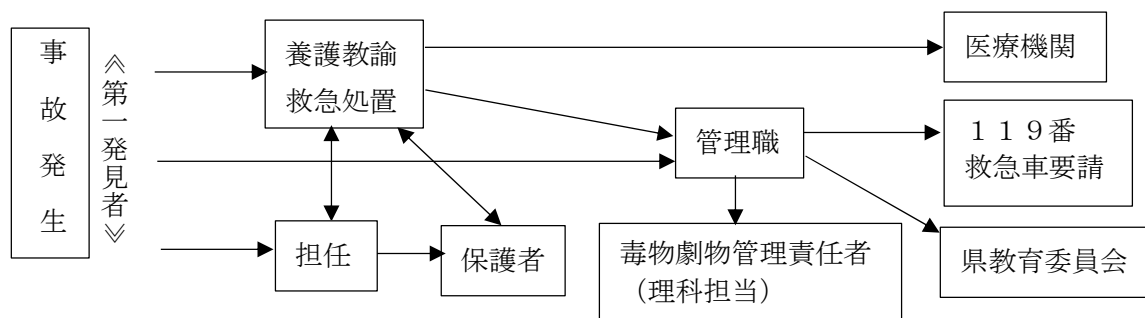 事故発生
《第一発見者》
養護教諭
救急処置
医療機関
管理職
１１９番
救急車要請
担任
保護者
毒物劇物管理責任者
（理科担当）
県教育委員会